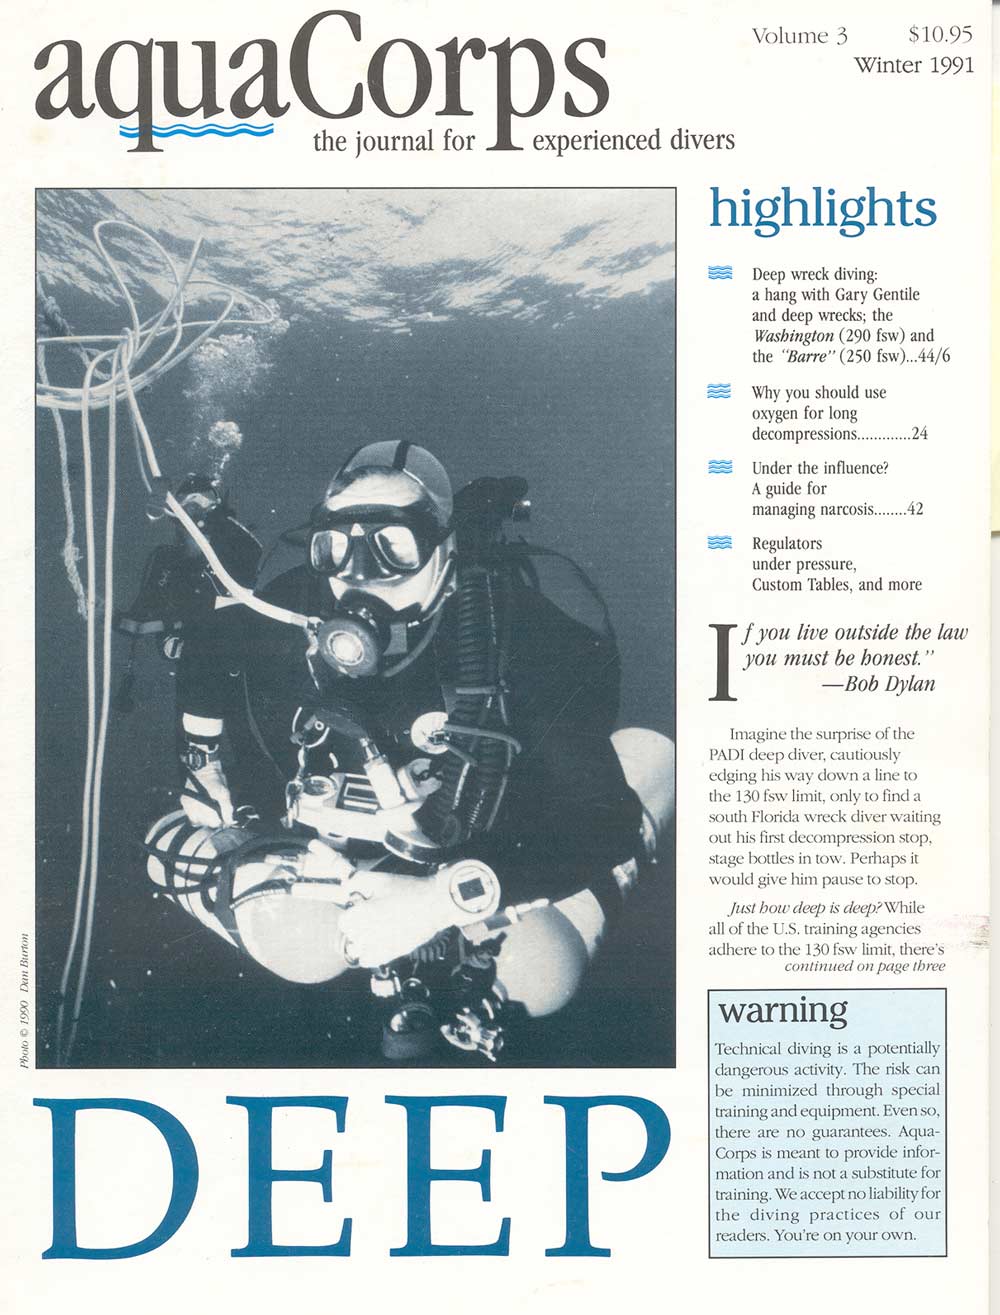 aquaCorps
the journal for experienced divers
Volume 3 $10.95
Winter 1991
highlights
Deep wreck diving:
a hang with Gary Gentile
and deep wrecks; the
Washington (290 fsw) and
the "Barre" (250 fsw)...44/6
Why you should use
oxygen for long
decompressions.............24
Under the influence?
A guide for
managing narcosis........42
Regulators
under pressure,
Custom Tables, and more
If you live outside the law
you must be honest."
—Bob Dylan
Imagine the surprise of the
PADI deep diver, cautiously
edging his way down a line to
the 130 fsw limit, only to find a
south Florida wreck diver waiting
out his first decompression stop,
stage bottles in tow. Perhaps it
would give him pause to stop.
Just how deep is deep? While
all of the U.S. training agencies
adhere to the 130 fsw limit, there's
continued on page three
warning
Technical diving is a potentially
dangerous activity. The risk can
be minimized through special
training and equipment. Even so,
there are no guarantees. Aqua-
Corps is meant to provide infor-
mation and is not a substitute for
training. We accept no liability for
the diving practices of our
readers. You're on your own.
Photo © 1990 Dan Burton
DEEP